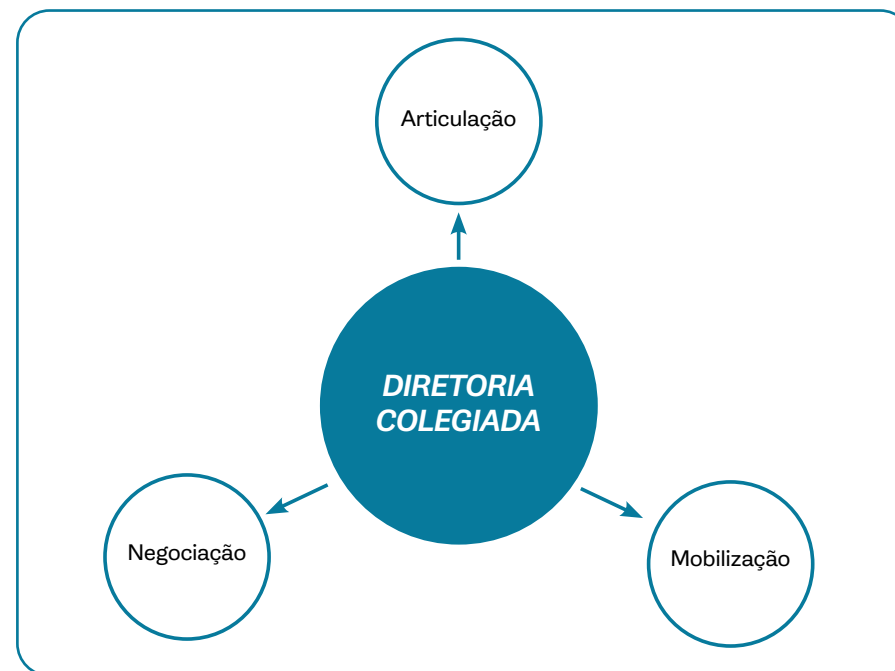 Articulação
DIRETORIA
COLEGIADA
Negociação
Mobilização